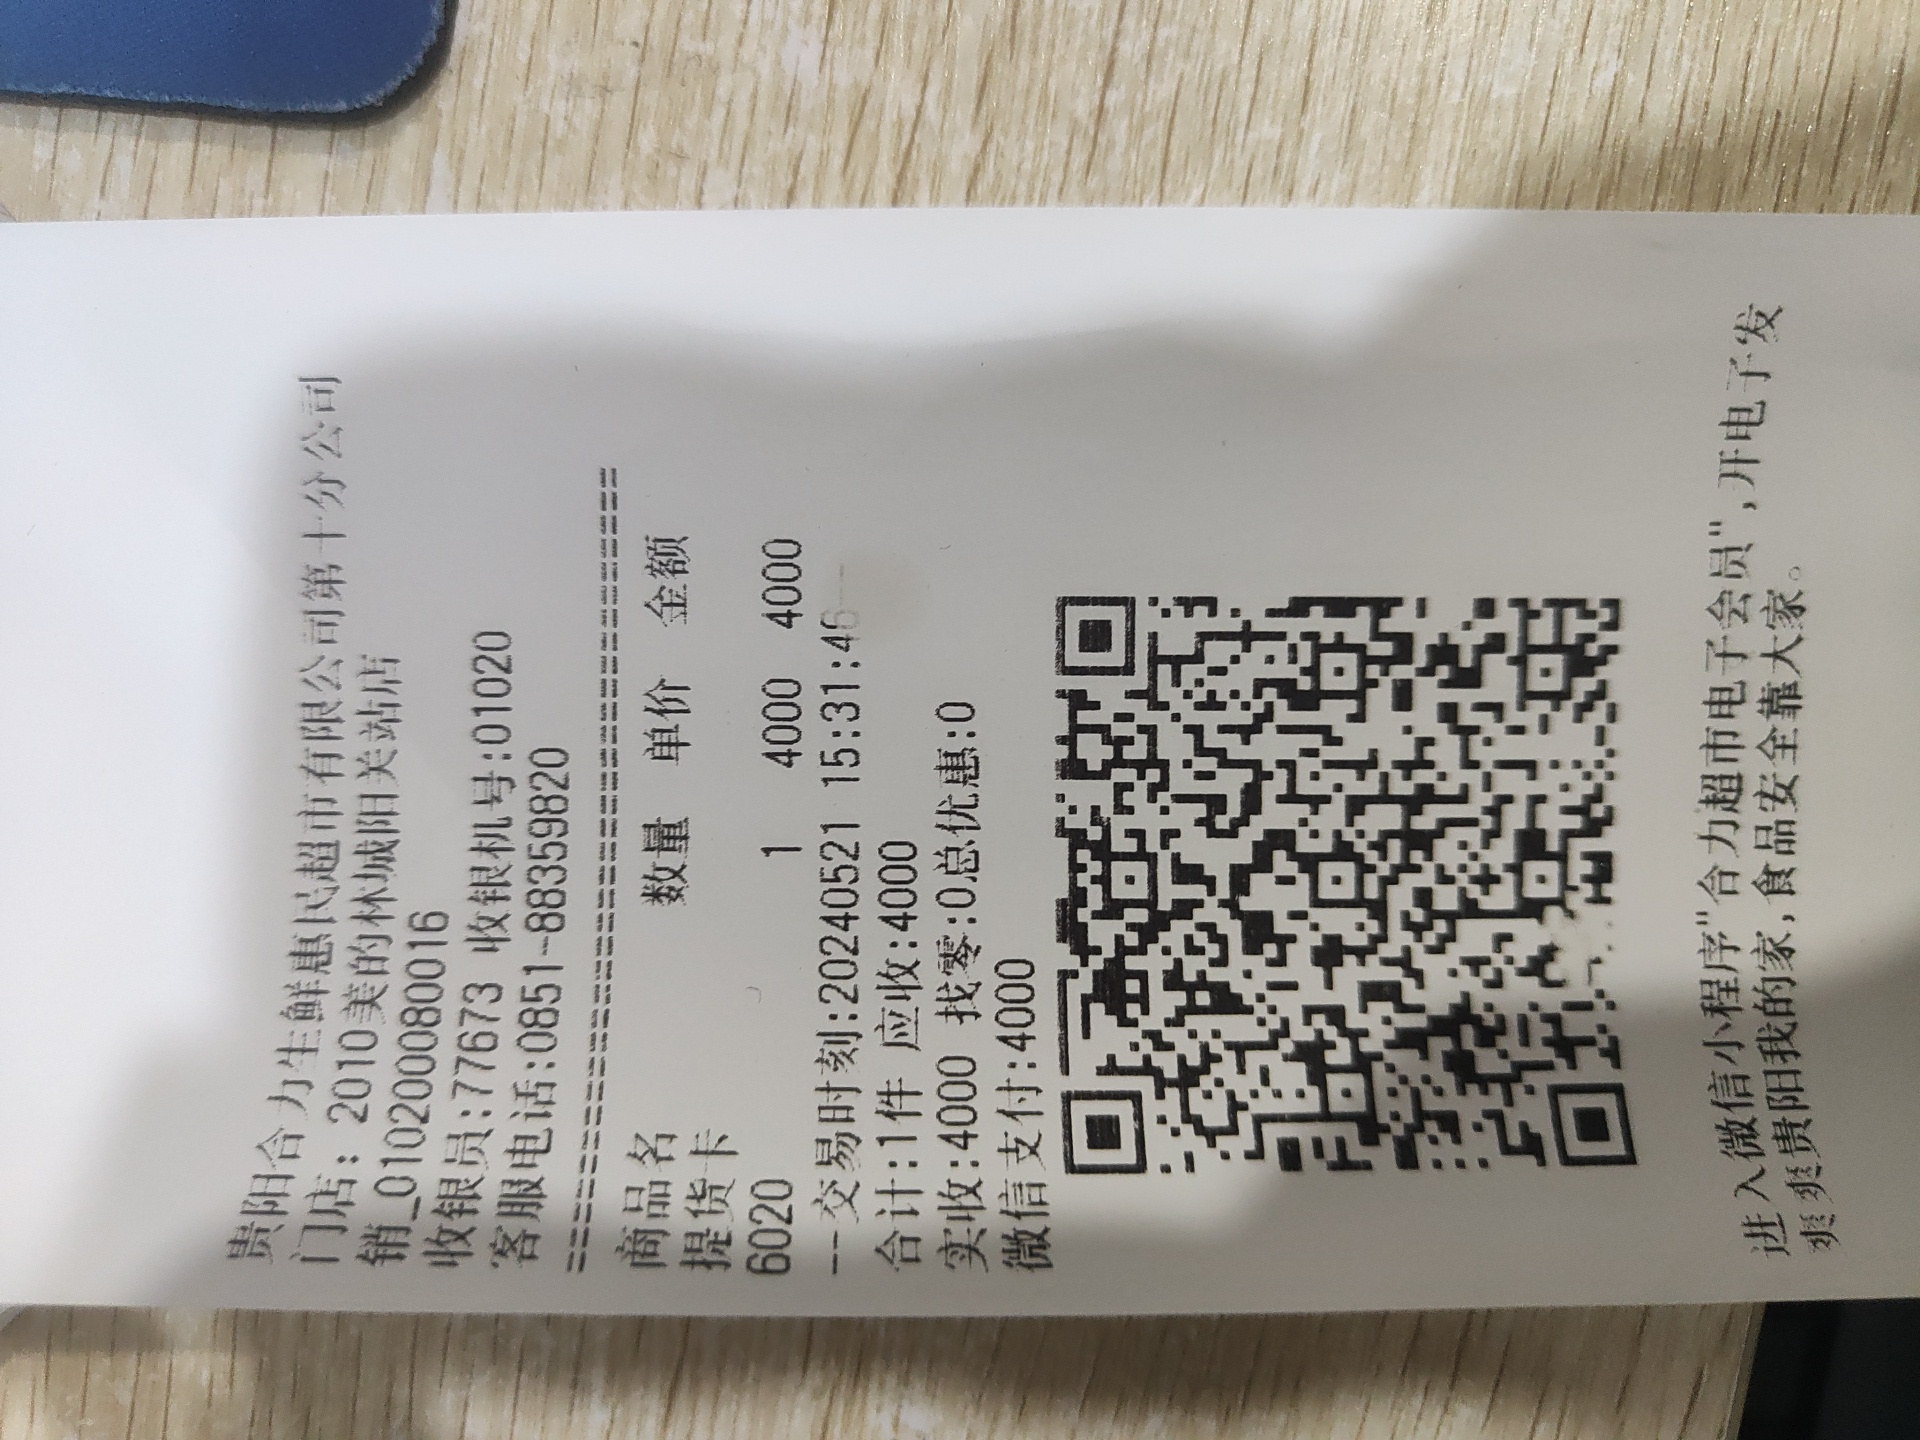 贵阳合力生鲜惠民超市有限公司第十分公司
门店: 2010美的林城阳关站店
销_0102000800016
收银员:77673 收银机号:01020
客服电话:0851-88359820
================================================
商品名 数量 单价 金额
提货卡
6020 1 4000 4000
--交易时刻:20240521 15:31:46--
合计:1件 应收:4000
实收:4000 找零:0总优惠:0
微信支付:4000
进入微信小程序"合力超市电子会员",开电子发
爽爽贵阳我的家,食品安全靠大家。